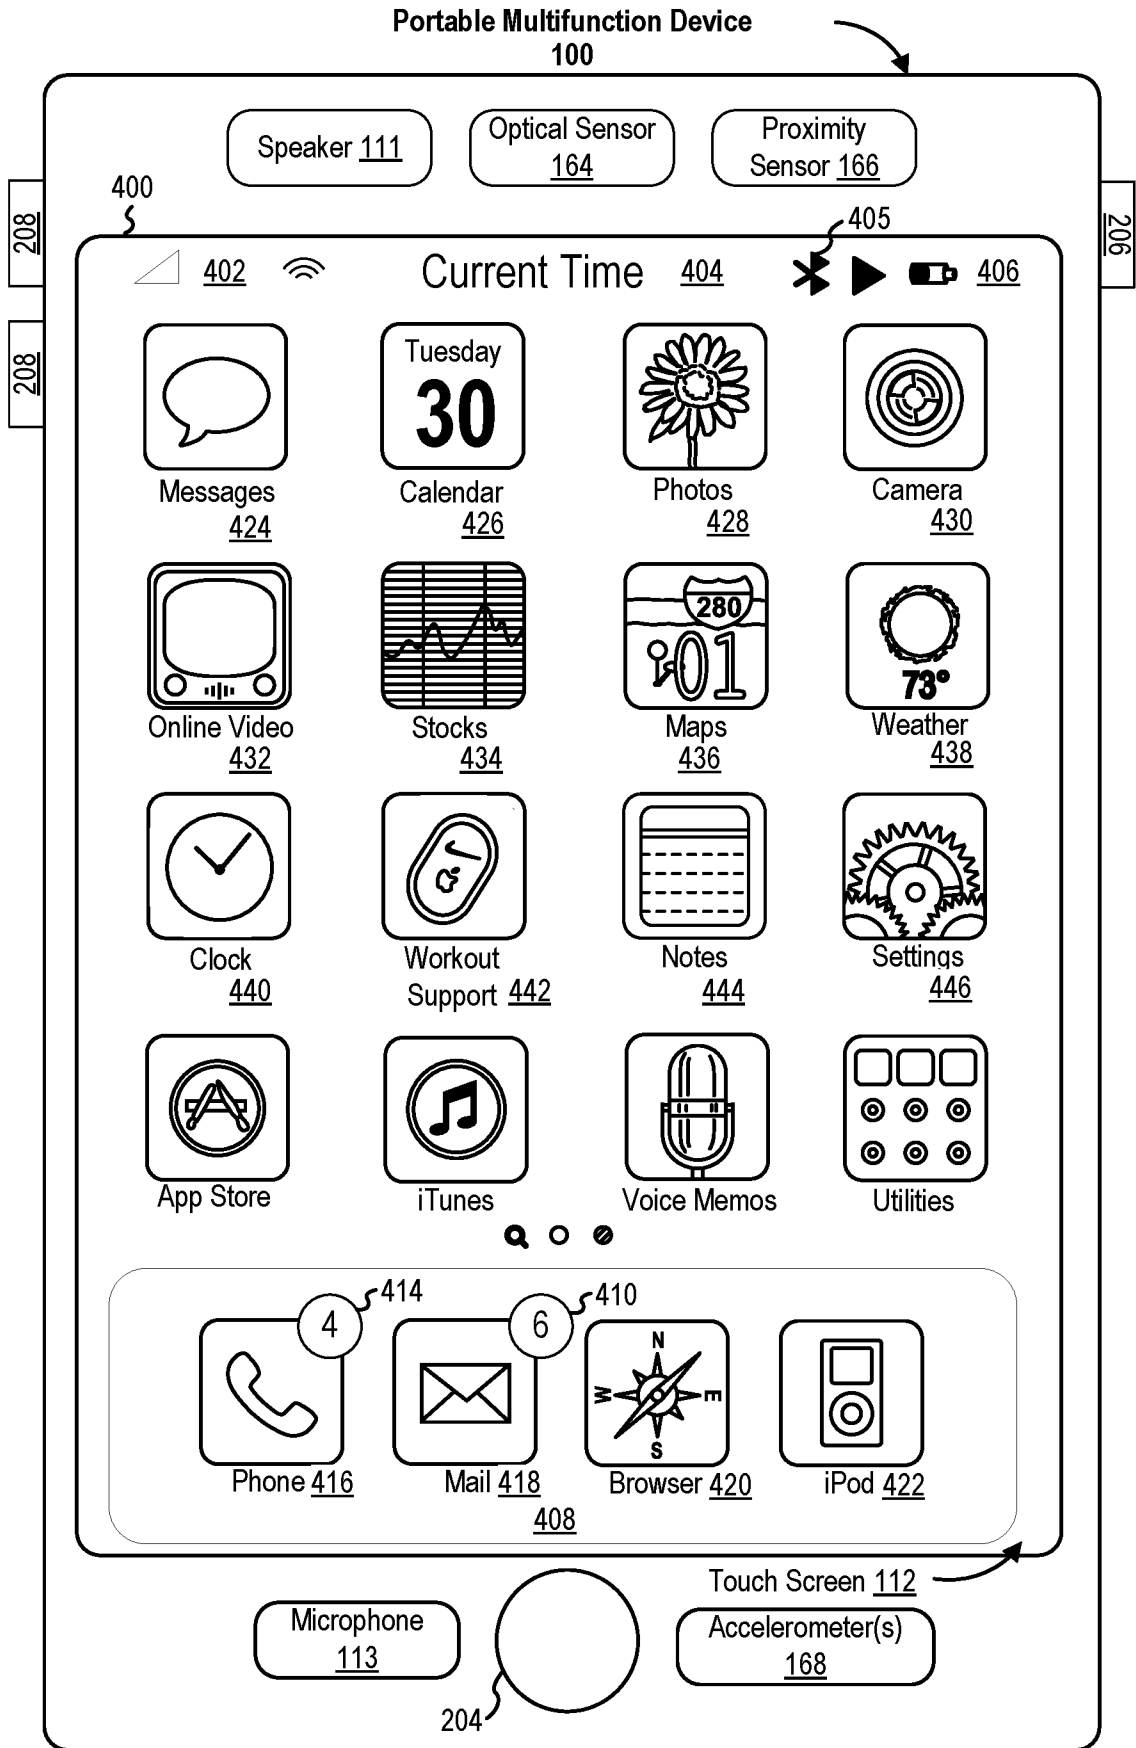 Portable Multifunction Device
100
Speaker 111
Optical Sensor
164
Proximity
Sensor 166
400
405
208
206
402
Current Time
404
406
208
Tuesday
30
Messages
424
Calendar
426
Photos
428
Camera
430
280
01
73°
Online Video
432
Stocks
434
Maps
436
Weather
438
Clock
440
Workout
Support 442
Notes
444
Settings
446
App Store
iTunes
Voice Memos
Utilities
4
414
6
410
N
W
E
S
Phone 416
Mail 418
Browser 420
iPod 422
408
Touch Screen 112
Microphone
113
Accelerometer(s)
168
204